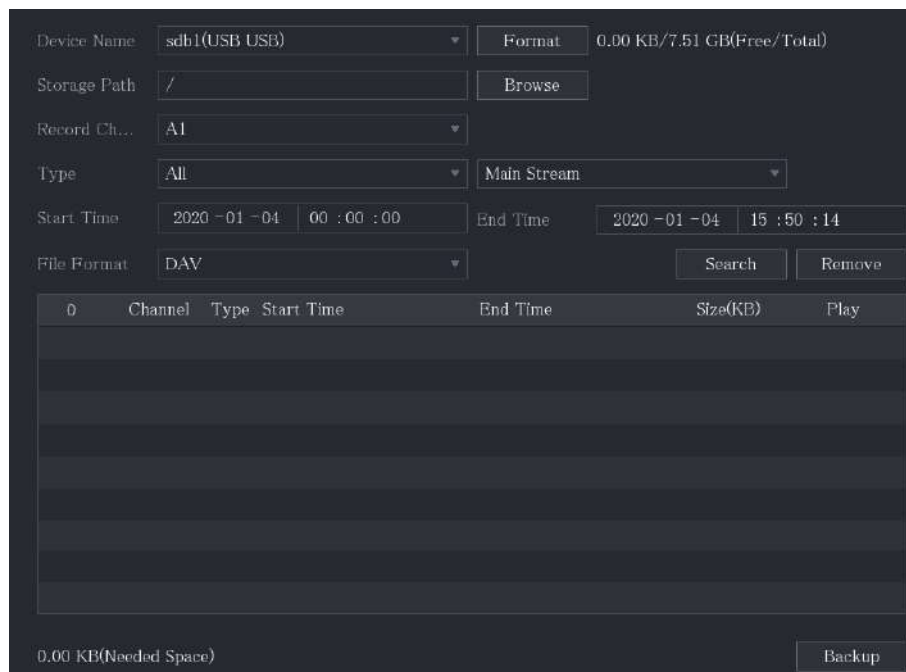 Device Name sdb1(USB USB) Format 0.00 KB/7.51 GB(Free/Total)
Storage Path / Browse
Record Ch... A1
Type All Main Stream
Start Time 2020 -01 -04 00 :00 :00 End Time 2020 -01 -04 15 :50 :14
File Format DAV Search Remove
0 Channel Type Start Time End Time Size(KB) Play
0.00 KB(Needed Space) Backup